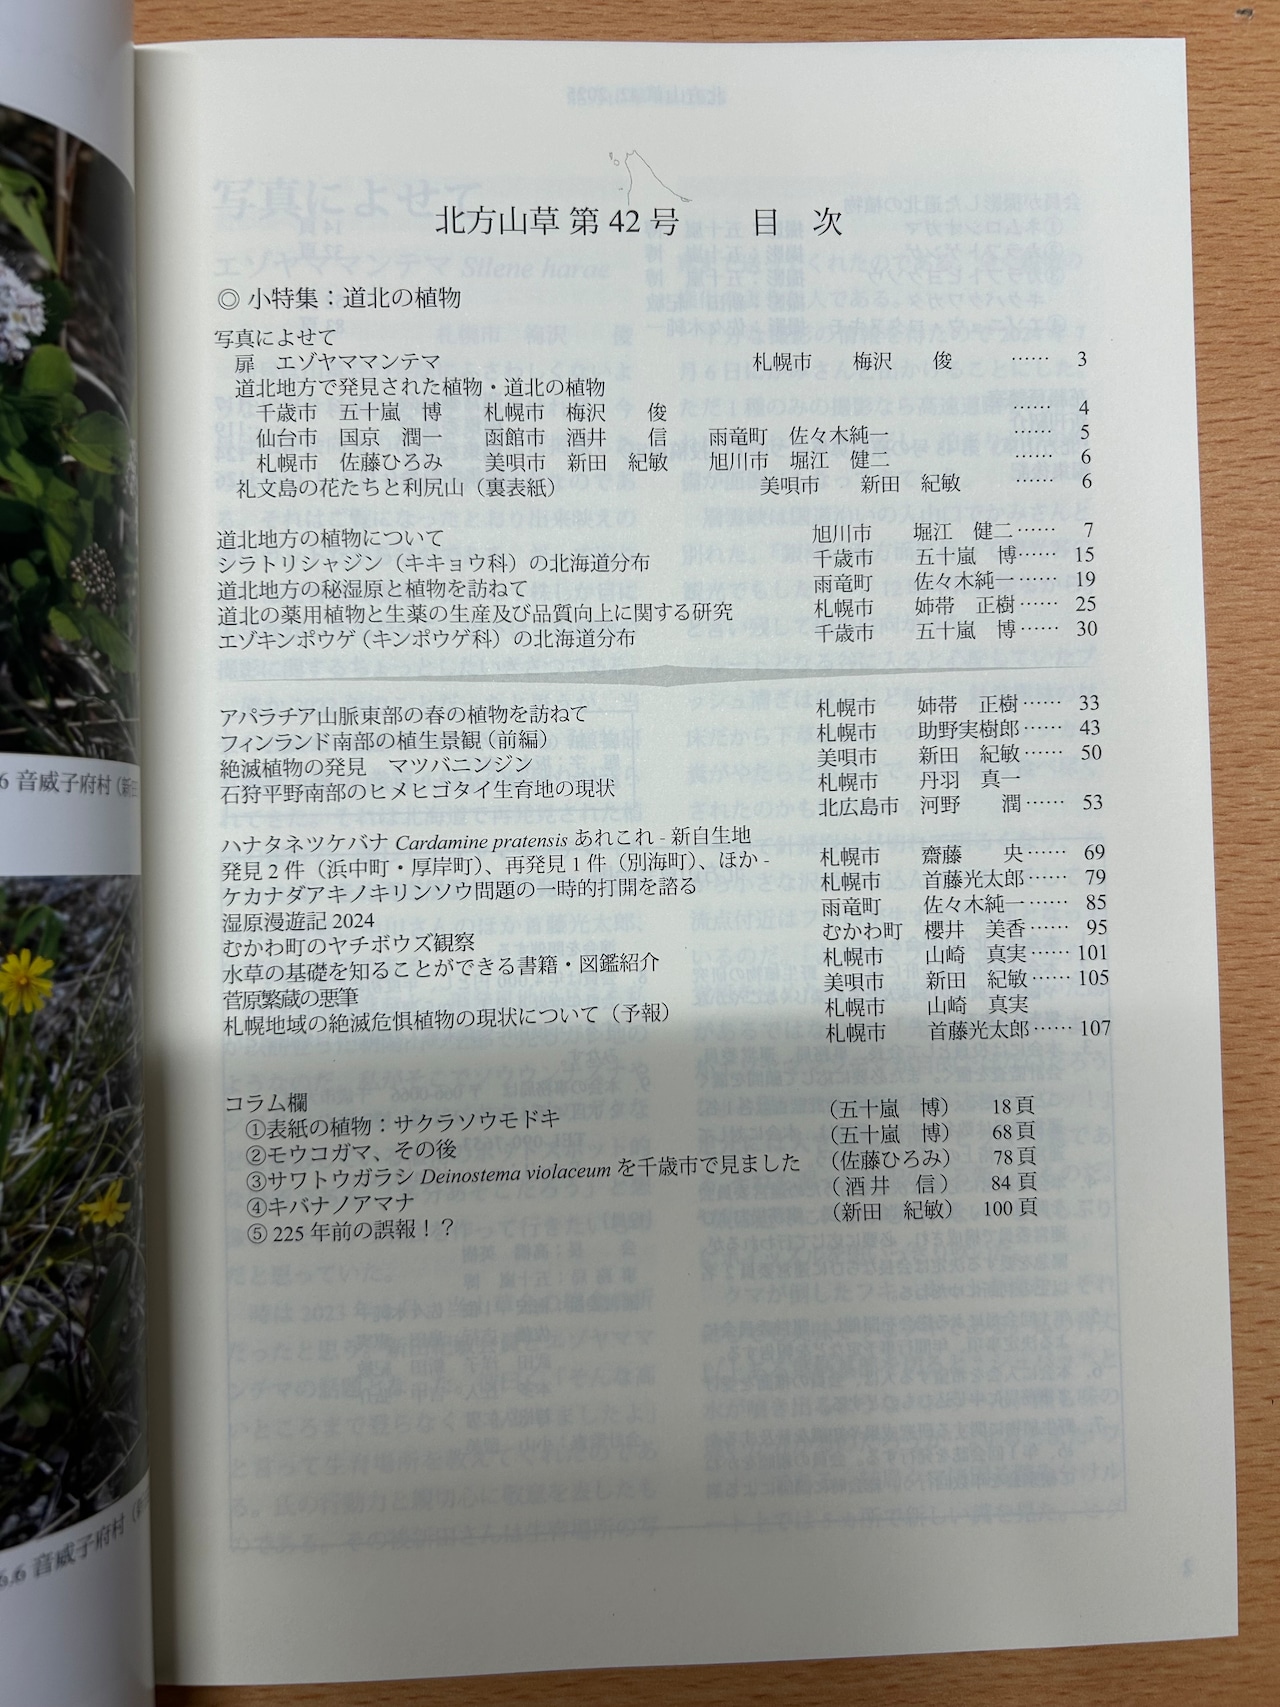 北方山草 第 42 号　目　次
◎ 小特集：道北の植物
写真によせて
扉　エゾヤママンテマ　札幌市　梅沢　俊 …… 3
道北地方で発見された植物・道北の植物
千歳市　五十嵐　博　札幌市　梅沢　俊 …… 4
仙台市　国京　潤一　函館市　酒井　信　雨竜町　佐々木純一 …… 5
札幌市　佐藤ひろみ　美唄市　新田　紀敏　旭川市　堀江　健二 …… 6
礼文島の花たちと利尻山（裏表紙）　美唄市　新田　紀敏 …… 6
道北地方の植物について　旭川市　堀江　健二 …… 7
シラトリシャジン（キキョウ科）の北海道分布　千歳市　五十嵐　博 …… 15
道北地方の秘湿原と植物を訪ねて　雨竜町　佐々木純一 …… 19
道北の薬用植物と生薬の生産及び品質向上に関する研究　札幌市　姉帯　正樹 …… 25
エゾキンポウゲ（キンポウゲ科）の北海道分布　千歳市　五十嵐　博 …… 30
アパラチア山脈東部の春の植物を訪ねて　札幌市　姉帯　正樹 …… 33
フィンランド南部の植生景観（前編）　札幌市　助野実樹郎 …… 43
絶滅植物の発見　マツバニンジン　美唄市　新田　紀敏 …… 50
石狩平野南部のヒメヒゴタイ生育地の現状　札幌市　丹羽　真一
北広島市　河野　潤 …… 53
ハナタネツケバナ Cardamine pratensis あれこれ - 新自生地
発見 2 件（浜中町・厚岸町）、再発見 1 件（別海町）、ほか -　札幌市　齋藤　央 …… 69
ケカナダアキノキリンソウ問題の一時的打開を諮る　札幌市　首藤光太郎 …… 79
湿原漫遊記 2024　雨竜町　佐々木純一 …… 85
むかわ町のヤチボウズ観察　むかわ町　櫻井　美香 …… 95
水草の基礎を知ることができる書籍・図鑑紹介　札幌市　山崎　真実 …… 101
菅原繁蔵の悪筆　美唄市　新田　紀敏 …… 105
札幌地域の絶滅危惧植物の現状について（予報）　札幌市　山崎　真実
札幌市　首藤光太郎 …… 107
コラム欄
①表紙の植物：サクラソウモドキ　（五十嵐　博）　18 頁
②モウコガマ、その後　（五十嵐　博）　68 頁
③サワトウガラシ Deinostema violaceum を千歳市で見ました　（佐藤ひろみ）　78 頁
④キバナノアマナ　（酒井　信）　84 頁
⑤ 225 年前の誤報！？　（新田　紀敏）　100 頁